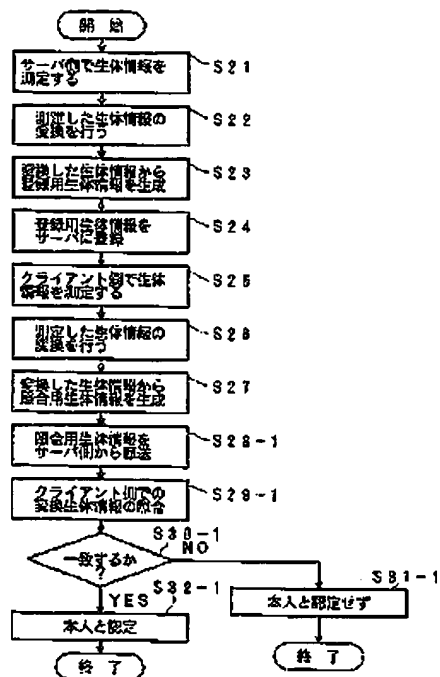 開始
サーバ側で生体情報を
測定する
S21
測定した生体情報の
変換を行う
S22
変換した生体情報から
登録用生体情報を生成
S23
登録用生体情報を
サーバに登録
S24
クライアント側で生体
情報を測定する
S25
測定した生体情報の
変換を行う
S26
変換した生体情報から
照合用生体情報を生成
S27
照合用生体情報を
サーバ側から
S28-1
クライアント側での
変換生体情報の照合
S29-1
一致するか
?
S30-1
NO
YES
S32-1
本人と認定
終了
S31-1
本人と認定せず
終了